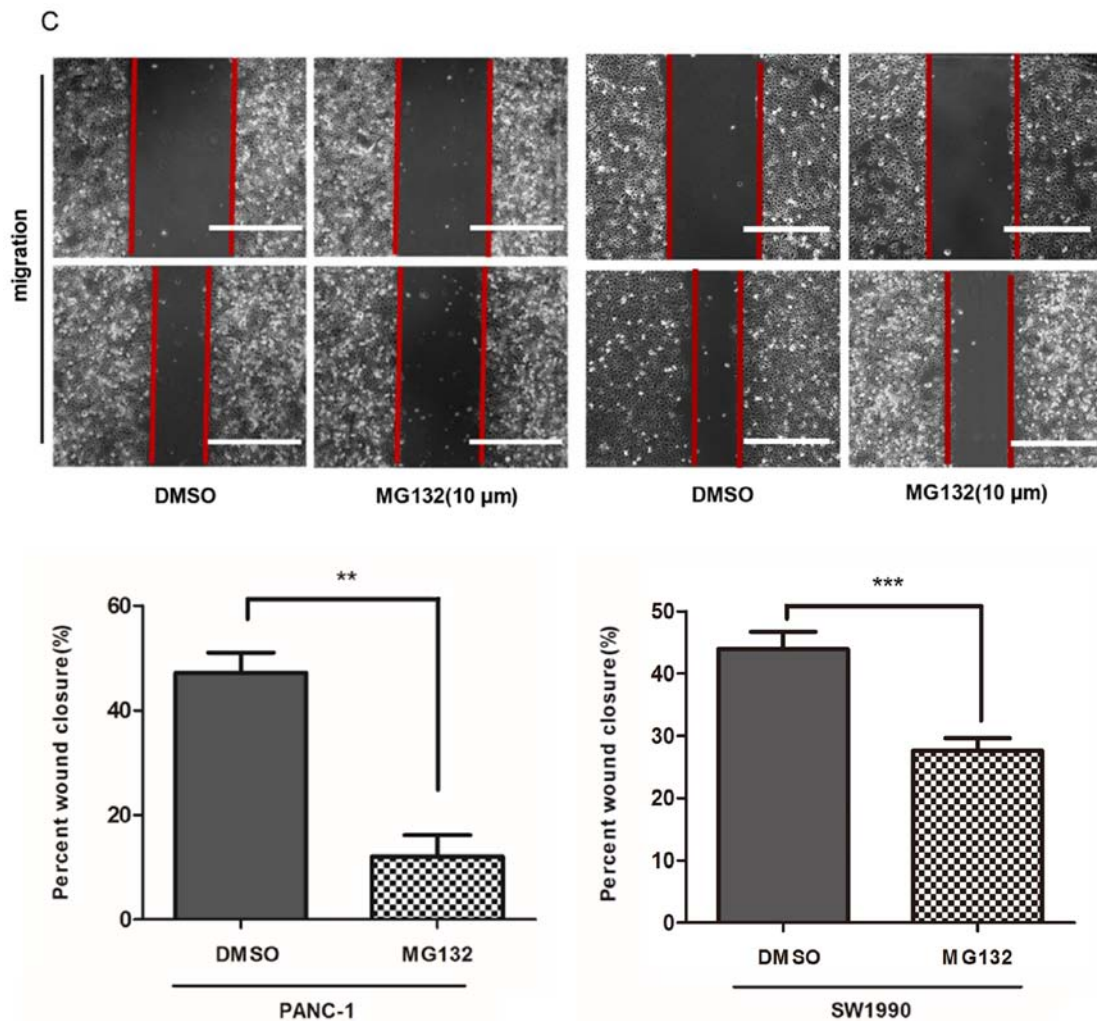 C
migration
DMSO
MG132(10 µm)
DMSO
MG132(10 µm)
**
Percent wound closure(%)
60
40
20
0
DMSO
MG132
PANC-1
***
Percent wound closure(%)
50
40
30
20
10
0
DMSO
MG132
SW1990